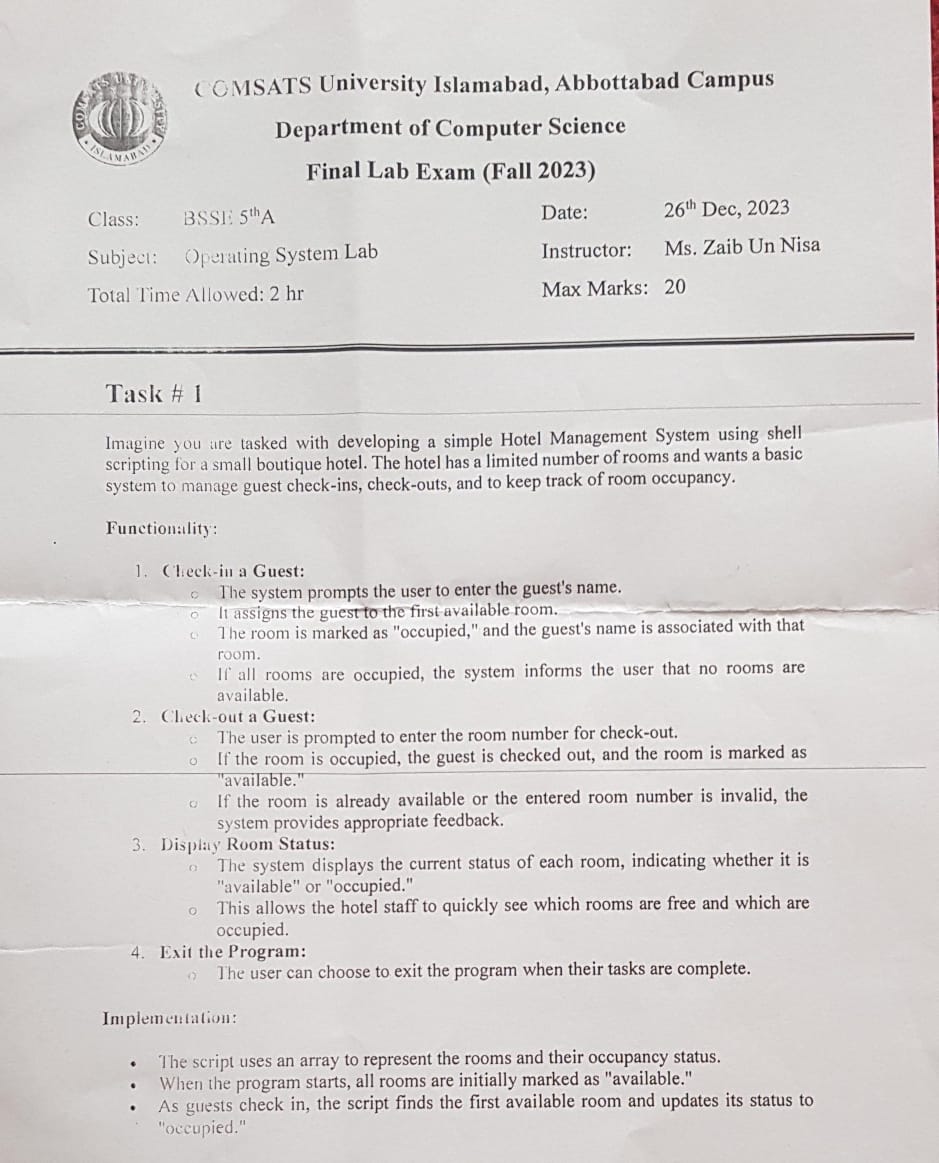 COMSATS University Islamabad, Abbottabad Campus
Department of Computer Science
Final Lab Exam (Fall 2023)
Class: BSSE 5thA Date: 26th Dec, 2023
Subject: Operating System Lab Instructor: Ms. Zaib Un Nisa
Total Time Allowed: 2 hr Max Marks: 20
Task # 1
Imagine you are tasked with developing a simple Hotel Management System using shell
scripting for a small boutique hotel. The hotel has a limited number of rooms and wants a basic
system to manage guest check-ins, check-outs, and to keep track of room occupancy.
Functionality:
1. Check-in a Guest:
o The system prompts the user to enter the guest's name.
o It assigns the guest to the first available room.
o The room is marked as "occupied," and the guest's name is associated with that
room.
o If all rooms are occupied, the system informs the user that no rooms are
available.
2. Check-out a Guest:
o The user is prompted to enter the room number for check-out.
o If the room is occupied, the guest is checked out, and the room is marked as
"available."
o If the room is already available or the entered room number is invalid, the
system provides appropriate feedback.
3. Display Room Status:
o The system displays the current status of each room, indicating whether it is
"available" or "occupied."
o This allows the hotel staff to quickly see which rooms are free and which are
occupied.
4. Exit the Program:
o The user can choose to exit the program when their tasks are complete.
Implementation:
• The script uses an array to represent the rooms and their occupancy status.
• When the program starts, all rooms are initially marked as "available."
• As guests check in, the script finds the first available room and updates its status to
"occupied."